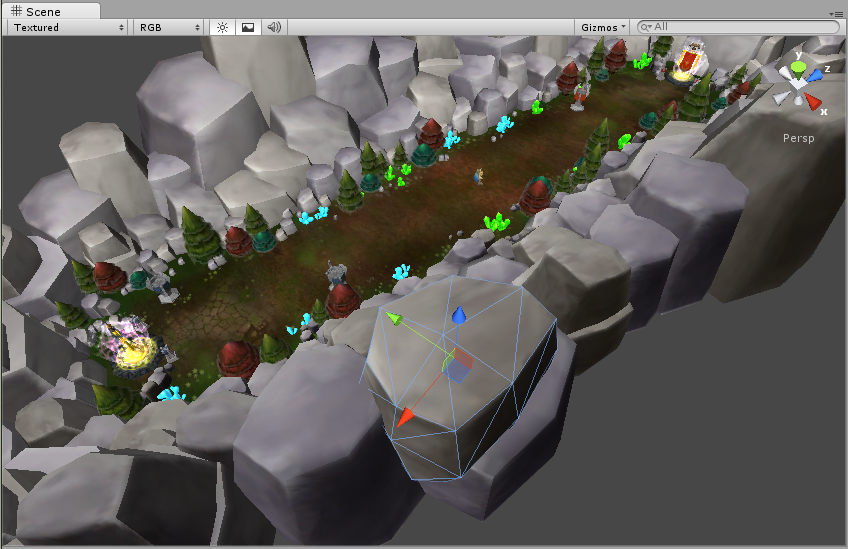 Scene
Textured RGB Gizmos All
y
z
x
Persp